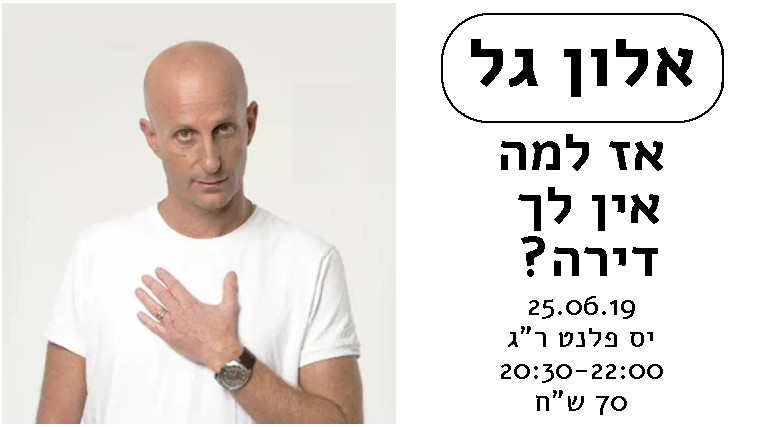 אלון גל
אז למה
אין לך
דירה?
25.06.19
יס פלנט ר"ג
20:30-22:00
70 ש"ח